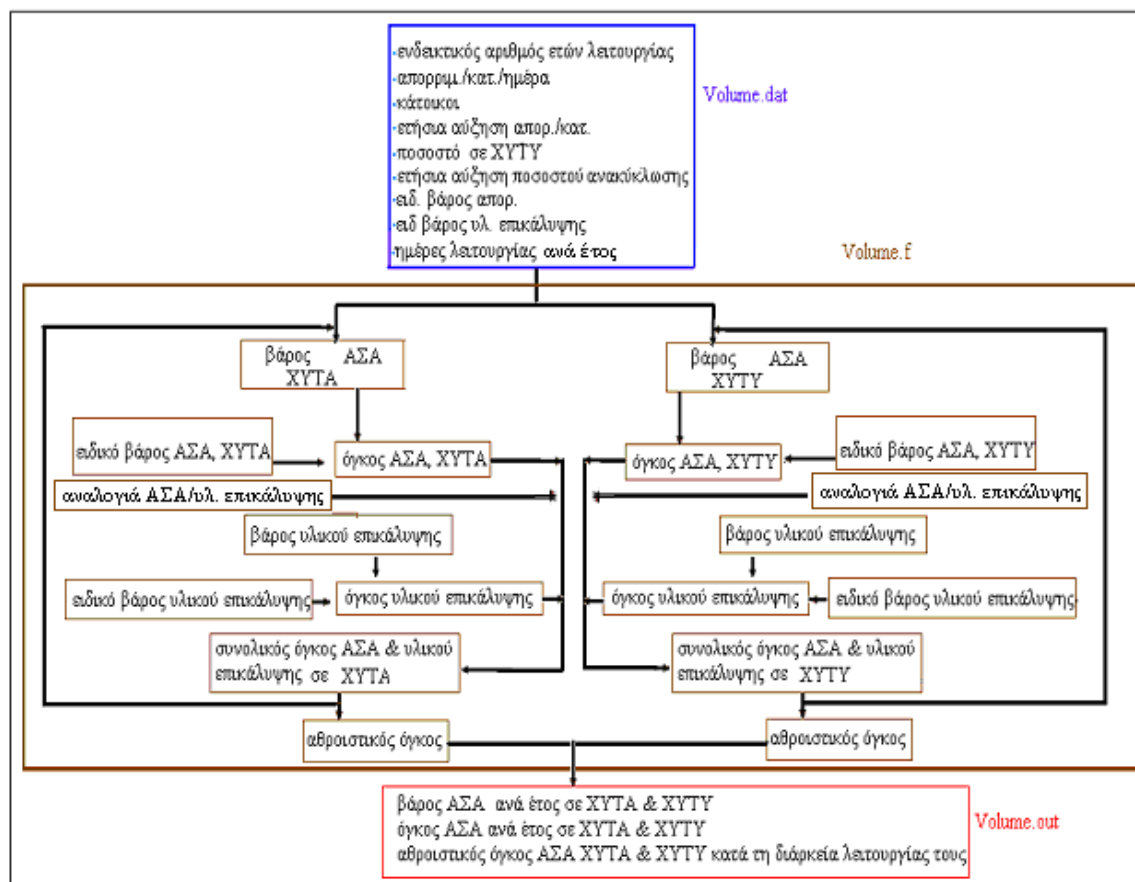 -ενδεικτικός αριθμός ετών λειτουργίας
-απορριμ./κατ./ημέρα
-κάτοικοι
-ετήσια αύξηση απορ./κατ.
-ποσοστό σε ΧΥΤΥ
-ετήσια αύξηση ποσοστού ανακύκλωσης
-ειδ. βάρος απορ.
-ειδ βάρος υλ. επικάλυψης
-ημέρες λειτουργίας ανά έτος
Volume.dat
Volume.f
βάρος ΑΣΑ
ΧΥΤΑ
βάρος ΑΣΑ
ΧΥΤΥ
ειδικό βάρος ΑΣΑ, ΧΥΤΑ
όγκος ΑΣΑ, ΧΥΤΑ
όγκος ΑΣΑ, ΧΥΤΥ
ειδικό βάρος ΑΣΑ, ΧΥΤΥ
αναλογιά ΑΣΑ/υλ. επικάλυψης
αναλογιά ΑΣΑ/υλ. επικάλυψης
βάρος υλικού επικάλυψης
βάρος υλικού επικάλυψης
ειδικό βάρος υλικού επικάλυψης
όγκος υλικού επικάλυψης
όγκος υλικού επικάλυψης
ειδικό βάρος υλικού επικάλυψης
συνολικός όγκος ΑΣΑ & υλικού
επικάλυψης σε ΧΥΤΑ
συνολικός όγκος ΑΣΑ & υλικού
επικάλυψης σε ΧΥΤΥ
αθροιστικός όγκος
αθροιστικός όγκος
βάρος ΑΣΑ ανά έτος σε ΧΥΤΑ & ΧΥΤΥ
όγκος ΑΣΑ ανά έτος σε ΧΥΤΑ & ΧΥΤΥ
αθροιστικός όγκος ΑΣΑ ΧΥΤΑ & ΧΥΤΥ κατά τη διάρκεία λειτουργίας τους
Volume.out